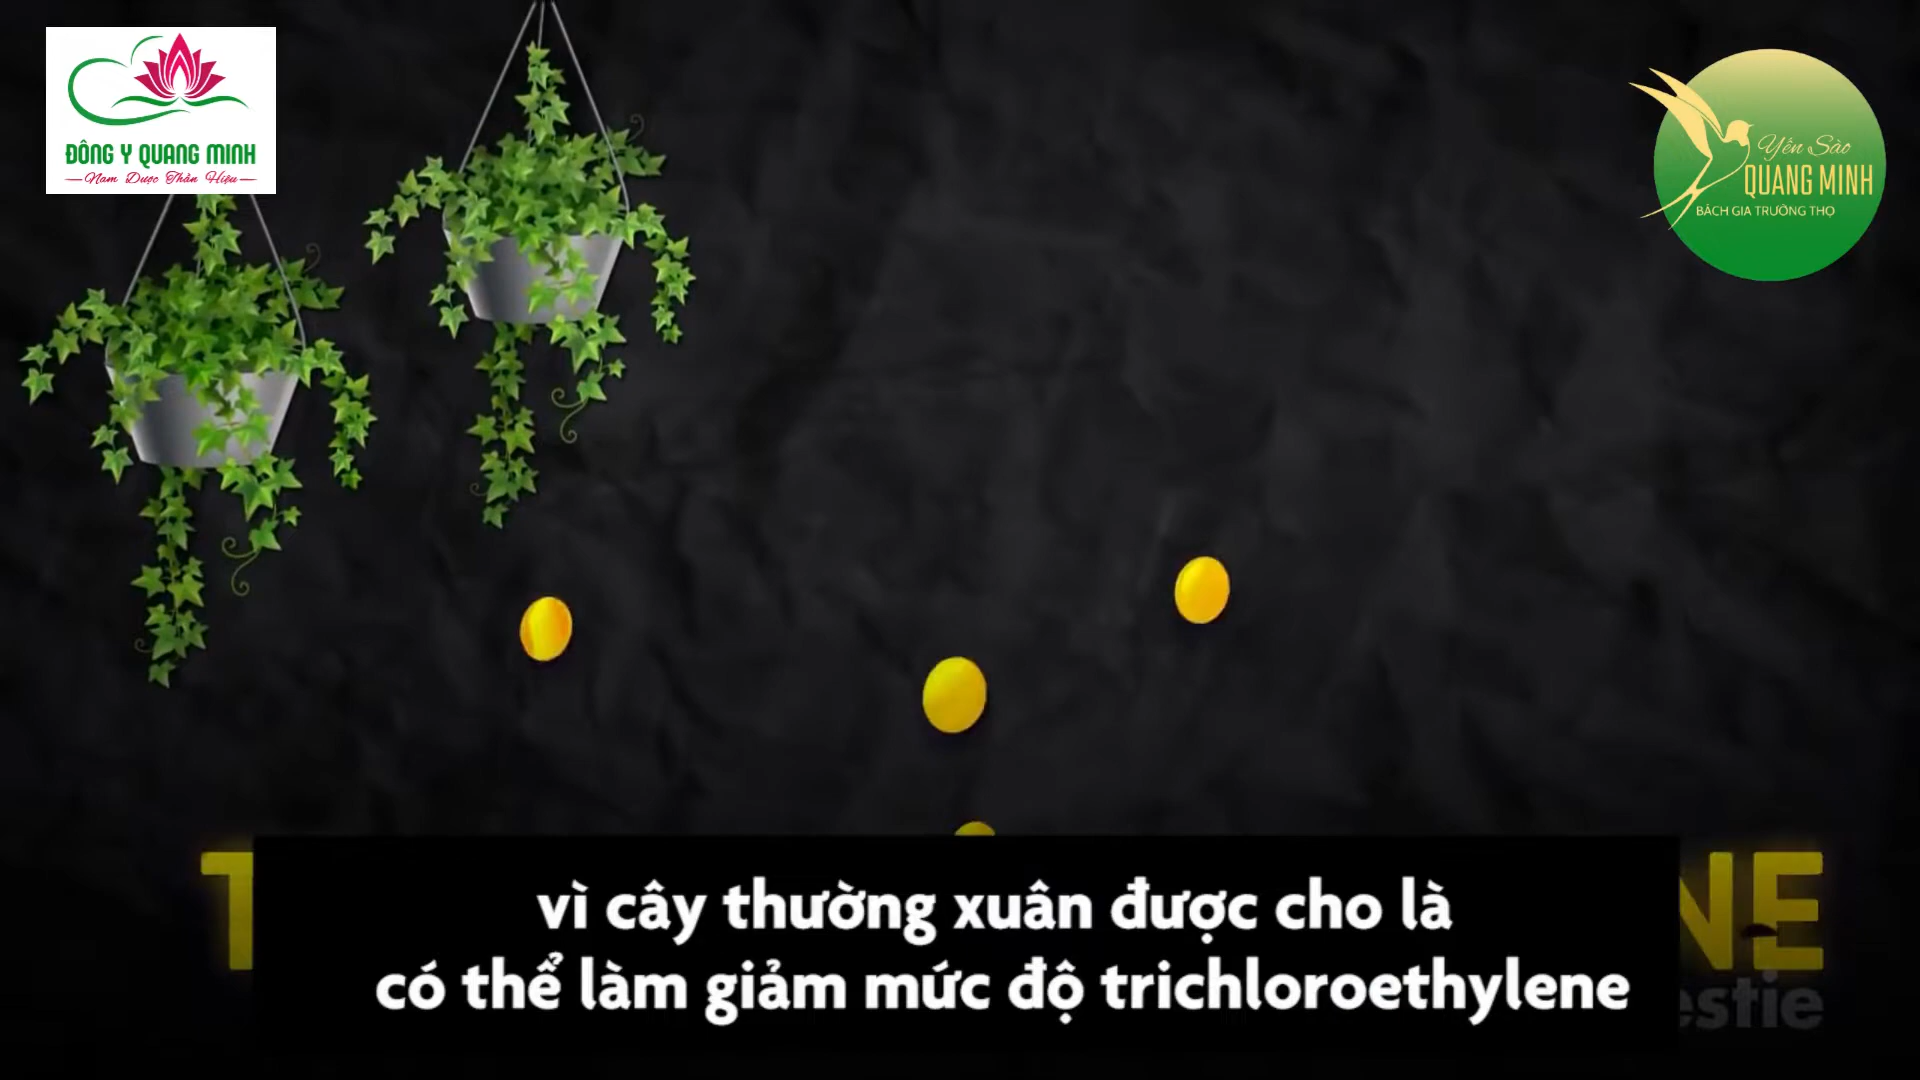 ĐÔNG Y QUANG MINH
Nam Dược Thần Hiệu
Yến Sào
QUANG MINH
BÁCH GIA TRƯỜNG THỌ
vì cây thường xuân được cho là
có thể làm giảm mức độ trichloroethylene